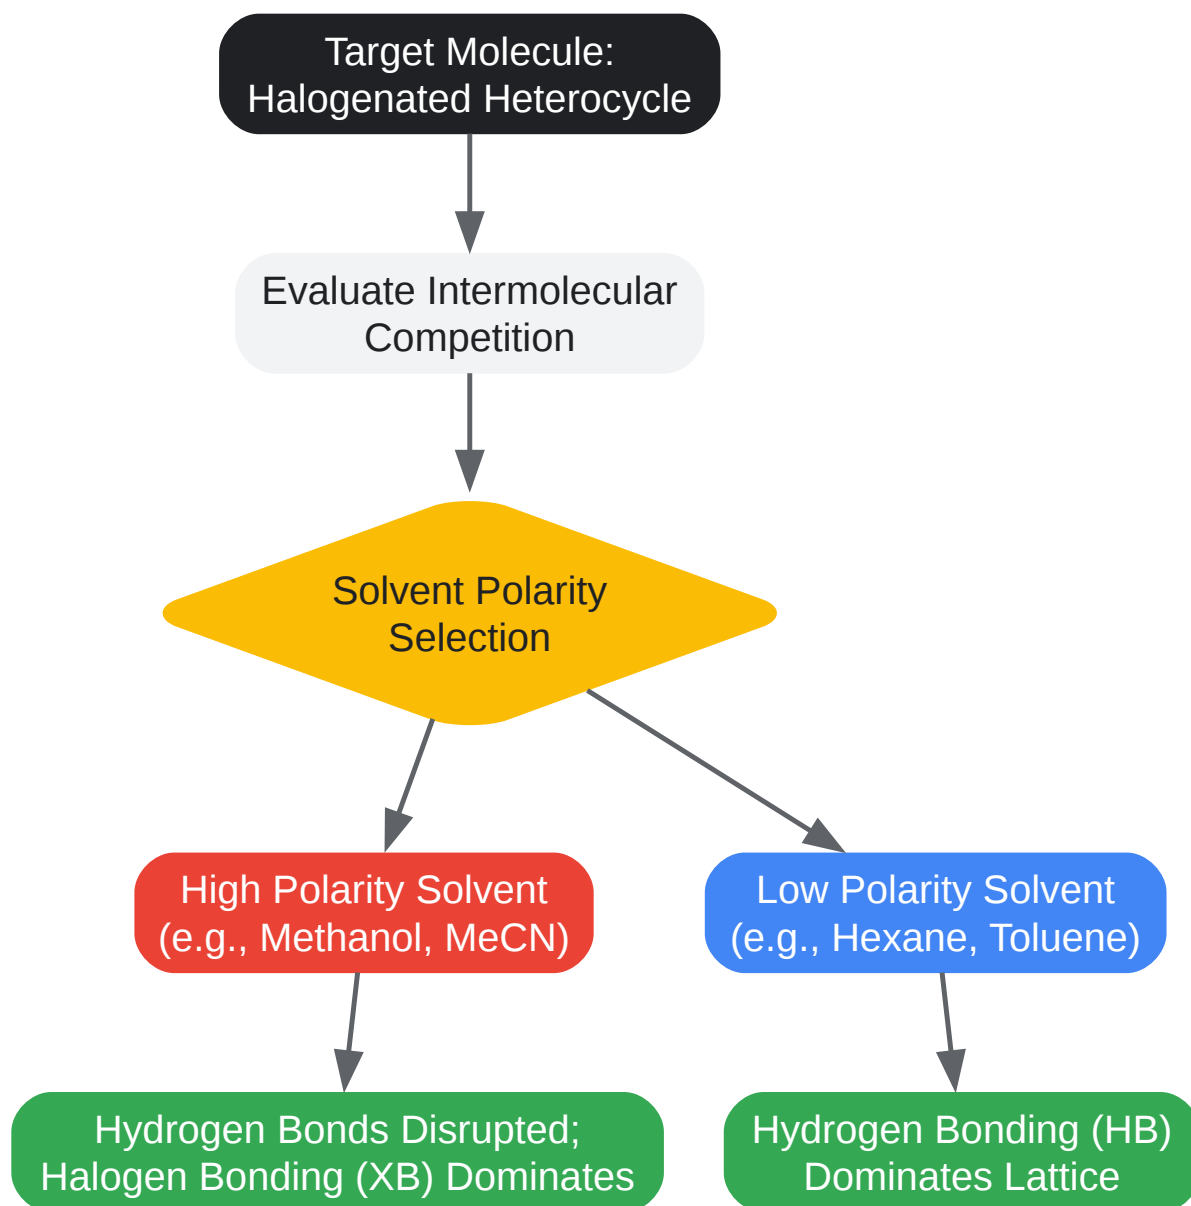 Target Molecule:
Halogenated Heterocycle
Evaluate Intermolecular
Competition
Solvent Polarity
Selection
High Polarity Solvent
(e.g., Methanol, MeCN)
Low Polarity Solvent
(e.g., Hexane, Toluene)
Hydrogen Bonds Disrupted;
Halogen Bonding (XB) Dominates
Hydrogen Bonding (HB)
Dominates Lattice